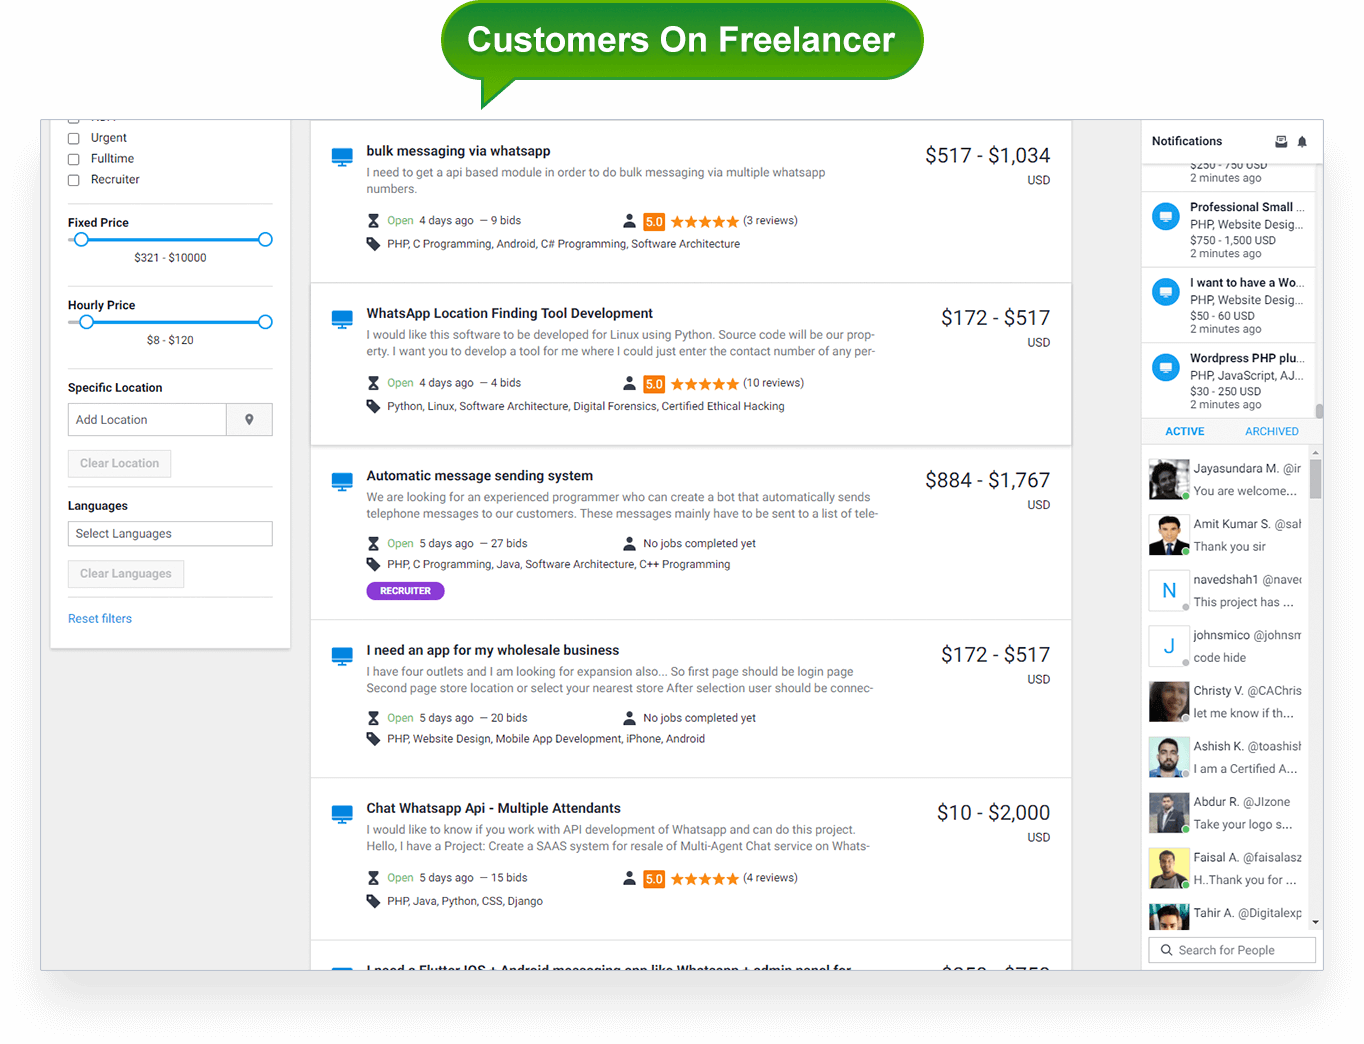 Customers On Freelancer
Urgent
Fulltime
Recruiter
Fixed Price
$321 - $10000
Hourly Price
$8 - $120
Specific Location
Add Location
Clear Location
Languages
Select Languages
Clear Languages
Reset filters
bulk messaging via whatsapp
$517 - $1,034
USD
I need to get a api based module in order to do bulk messaging via multiple whatsapp
numbers.
Open 4 days ago — 9 bids
5.0 (3 reviews)
PHP, C Programming, Android, C# Programming, Software Architecture
WhatsApp Location Finding Tool Development
$172 - $517
USD
I would like this software to be developed for Linux using Python. Source code will be our prop-
erty. I want you to develop a tool for me where I could just enter the contact number of any per-
Open 4 days ago — 4 bids
5.0 (10 reviews)
Python, Linux, Software Architecture, Digital Forensics, Certified Ethical Hacking
Automatic message sending system
$884 - $1,767
USD
We are looking for an experienced programmer who can create a bot that automatically sends
telephone messages to our customers. These messages mainly have to be sent to a list of tele-
Open 5 days ago — 27 bids
No jobs completed yet
PHP, C Programming, Java, Software Architecture, C++ Programming
RECRUITER
I need an app for my wholesale business
$172 - $517
USD
I have four outlets and I am looking for expansion also... So first page should be login page
Second page store location or select your nearest store After selection user should be connec-
Open 5 days ago — 20 bids
No jobs completed yet
PHP, Website Design, Mobile App Development, iPhone, Android
Chat Whatsapp Api - Multiple Attendants
$10 - $2,000
USD
I would like to know if you work with API development of Whatsapp and can do this project.
Hello, I have a Project: Create a SAAS system for resale of Multi-Agent Chat service on Whats-
Open 5 days ago — 15 bids
5.0 (4 reviews)
PHP, Java, Python, CSS, Django
I need a Flutter IOS + Android messaging app like Whatsapp + admin panel for
Notifications
$250 - 750 USD
2 minutes ago
Professional Small ...
PHP, Website Desig...
$750 - 1,500 USD
2 minutes ago
I want to have a Wo...
PHP, Website Desig...
$50 - 60 USD
2 minutes ago
Wordpress PHP plu...
PHP, JavaScript, AJ...
$30 - 250 USD
2 minutes ago
ACTIVE
ARCHIVED
Jayasundara M. @ir
You are welcome...
Amit Kumar S. @sah
Thank you sir
N
navedshah1 @naved
This project has ...
J
johnsmico @johnsm
code hide
Christy V. @CAChris
let me know if th...
Ashish K. @toashish
I am a Certified A...
Abdur R. @JIzone
Take your logo s...
Faisal A. @faisalasz
H..Thank you for ...
Tahir A. @Digitalexp
Search for People